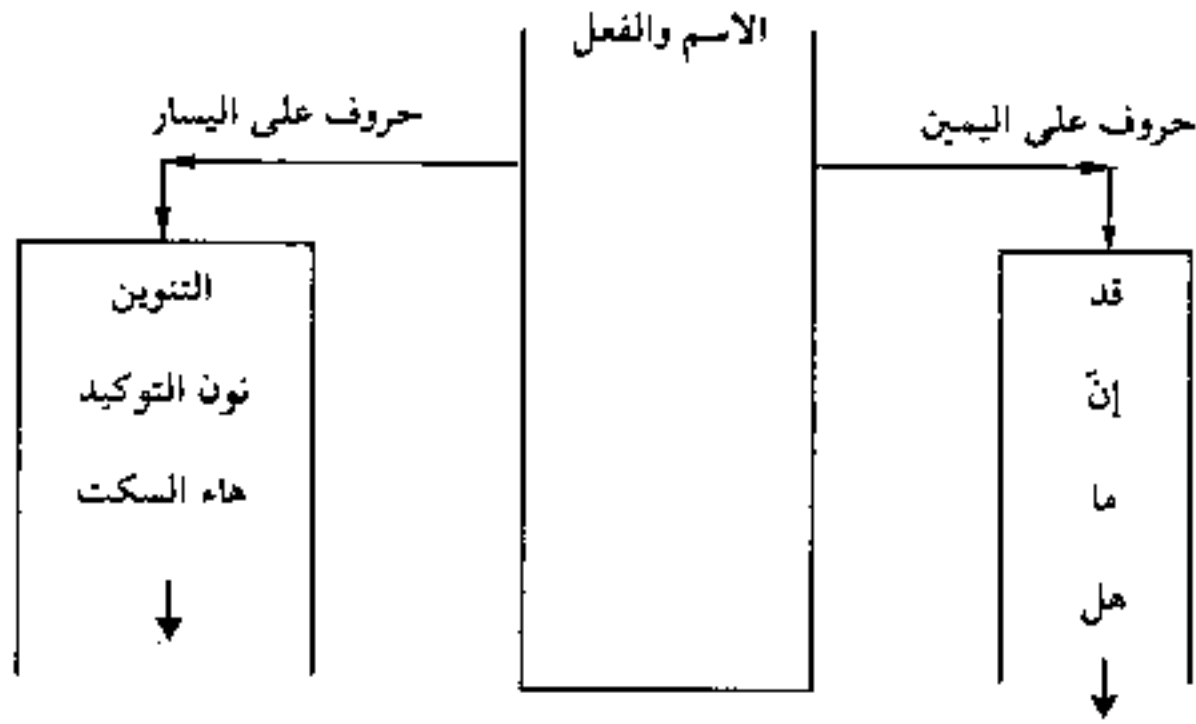 الاسم والفعل
حروف على اليمين
حروف على اليسار
قد
إنّ
ما
هل
التنوين
نون التوكيد
هاء السكت